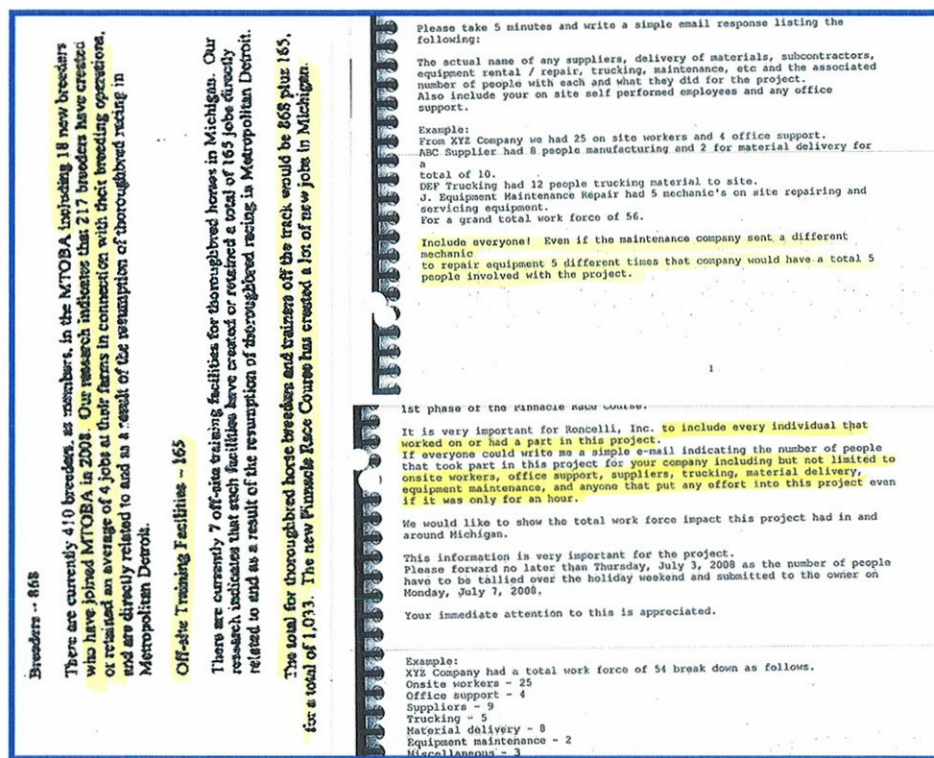 Breeders -- 868
There are currently 410 breeders, as members, in the MTOBA including 18 new breeders
who have joined MTOBA in 2008. Our research indicates that 217 breeders have created
or retained an average of 4 jobs at their farms in connection with their breeding operations,
and are directly related to and as a result of the resumption of thoroughbred racing in
Metropolitan Detroit.
Off-site Training Facilities -- 165
There are currently 7 off-site training facilities for thoroughbred horses in Michigan. Our
research indicates that such facilities have created or retained a total of 165 jobs directly
related to and as a result of the resumption of thoroughbred racing is Metropolitan Detroit.
The total for thoroughbred horse breeders and trainers off the track would be 868 plus 165,
for a total of 1,033. The new Pinnacle Race Course has created a lot of new jobs in Michigan.
Please take 5 minutes and write a simple email response listing the
following:
The actual name of any suppliers, delivery of materials, subcontractors,
equipment rental / repair, trucking, maintenance, etc and the associated
number of people with each and what they did for the project.
Also include your on site self performed employees and any office
support.
Example:
From XYZ Company we had 25 on site workers and 4 office support.
ABC Supplier had 8 people manufacturing and 2 for material delivery for
a
total of 10.
DEF Trucking had 12 people trucking material to site.
J. Equipment Maintenance Repair had 5 mechanic's on site repairing and
servicing equipment.
For a grand total work force of 56.
Include everyone! Even if the maintenance company sent a different
mechanic
to repair equipment 5 different times that company would have a total 5
people involved with the project.
1
1st phase of the Pinnacle Race Course.
It is very important for Roncelli, Inc. to include every individual that
worked on or had a part in this project.
If everyone could write me a simple e-mail indicating the number of people
that took part in this project for your company including but not limited to
onsite workers, office support, suppliers, trucking, material delivery,
equipment maintenance, and anyone that put any effort into this project even
if it was only for an hour.
We would like to show the total work force impact this project had in and
around Michigan.
This information is very important for the project.
Please forward no later than Thursday, July 3, 2008 as the number of people
have to be tallied over the holiday weekend and submitted to the owner on
Monday, July 7, 2008.
Your immediate attention to this is appreciated.
Example:
XYZ Company had a total work force of 54 break down as follows.
Onsite workers - 25
Office support - 4
Suppliers - 9
Trucking - 5
Material delivery - 8
Equipment maintenance - 2
Miscellaneous - 3